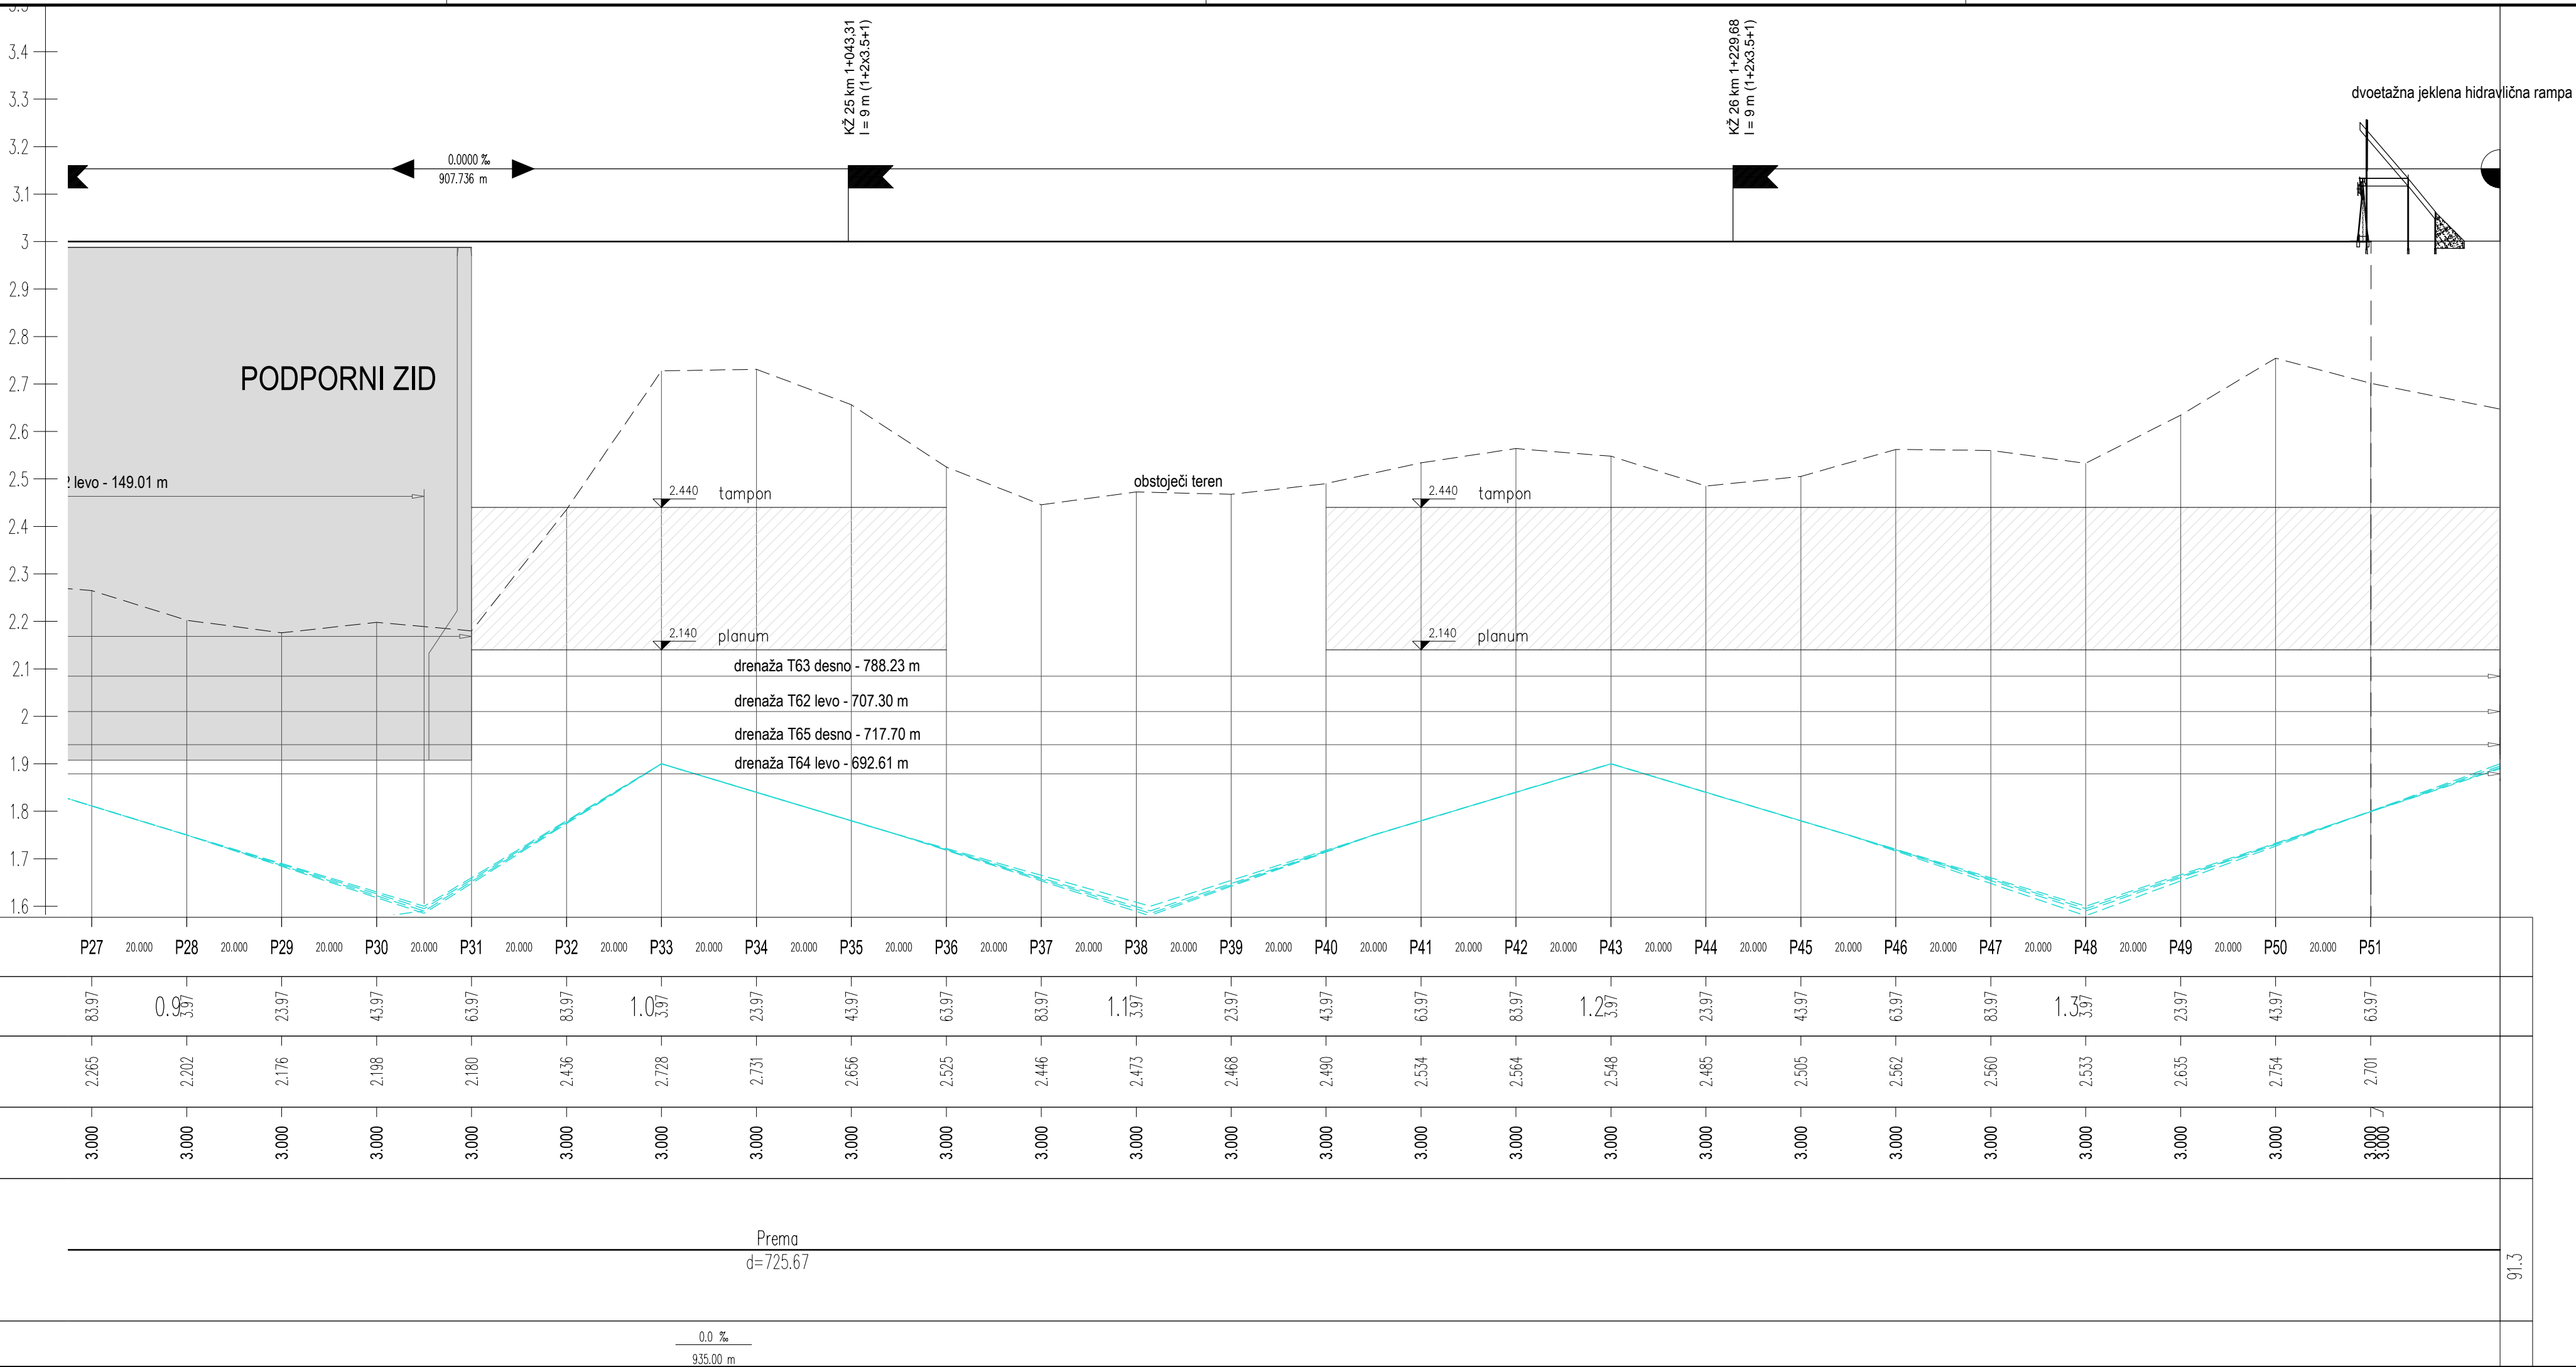 KŽ 25 km 1+043,31
l = 9 m (1+2x3.5+1)
KŽ 26 km 1+229,68
l = 9 m (1+2x3.5+1)
dvoetažna jeklena hidravlična rampa
3.4
3.3
3.2
3.1
3
2.9
2.8
2.7
2.6
2.5
2.4
2.3
2.2
2.1
2
1.9
1.8
1.7
1.6
0.0000 ‰
907.736 m
PODPORNI ZID
levo - 149.01 m
obstoječi teren
2.440 tampon
2.440 tampon
2.140 planum
2.140 planum
drenaža T63 desno - 788.23 m
drenaža T62 levo - 707.30 m
drenaža T65 desno - 717.70 m
drenaža T64 levo - 692.61 m
P27 20.000 P28 20.000 P29 20.000 P30 20.000 P31 20.000 P32 20.000 P33 20.000 P34 20.000 P35 20.000 P36 20.000 P37 20.000 P38 20.000 P39 20.000 P40 20.000 P41 20.000 P42 20.000 P43 20.000 P44 20.000 P45 20.000 P46 20.000 P47 20.000 P48 20.000 P49 20.000 P50 20.000 P51
83.97 0.9 3.97 23.97 43.97 63.97 83.97 1.0 3.97 23.97 43.97 63.97 83.97 1.1 3.97 23.97 43.97 63.97 83.97 1.2 3.97 23.97 43.97 63.97 83.97 1.3 3.97 23.97 43.97 63.97
2.265 2.202 2.176 2.198 2.180 2.436 2.728 2.731 2.656 2.525 2.446 2.473 2.468 2.490 2.534 2.564 2.548 2.485 2.505 2.562 2.560 2.533 2.635 2.754 2.701
3.000 3.000 3.000 3.000 3.000 3.000 3.000 3.000 3.000 3.000 3.000 3.000 3.000 3.000 3.000 3.000 3.000 3.000 3.000 3.000 3.000 3.000 3.000 3.000 3.000 3.000
Prema
d=725.67
91.3
0.0 ‰
935.00 m